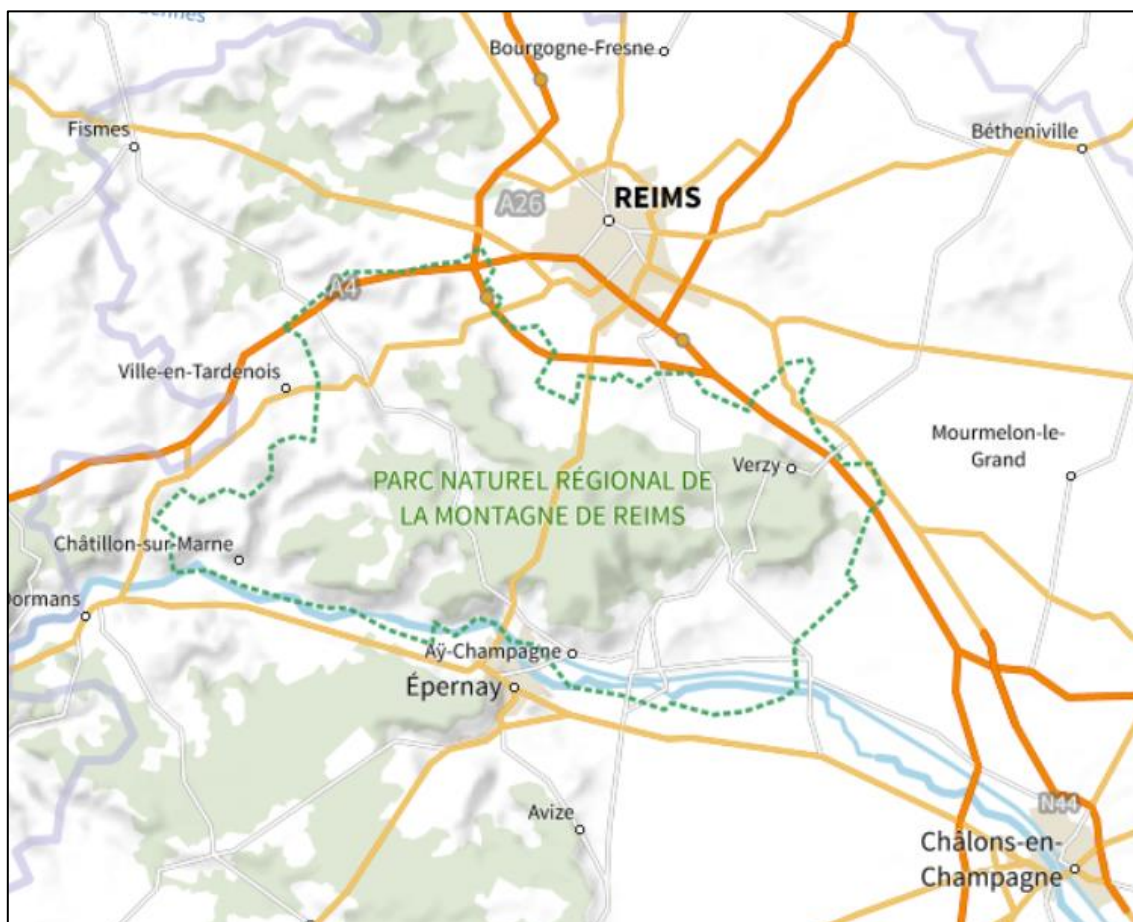 Bourgogne-Fresne
Fismes
Bétheniville
REIMS
A26
A4
Ville-en-Tardenois
Mourmelon-le-
Grand
Verzy
PARC NATUREL RÉGIONAL DE
LA MONTAGNE DE REIMS
Châtillon-sur-Marne
Dormans
Aÿ-Champagne
Épernay
Avize
N44
Châlons-en-
Champagne